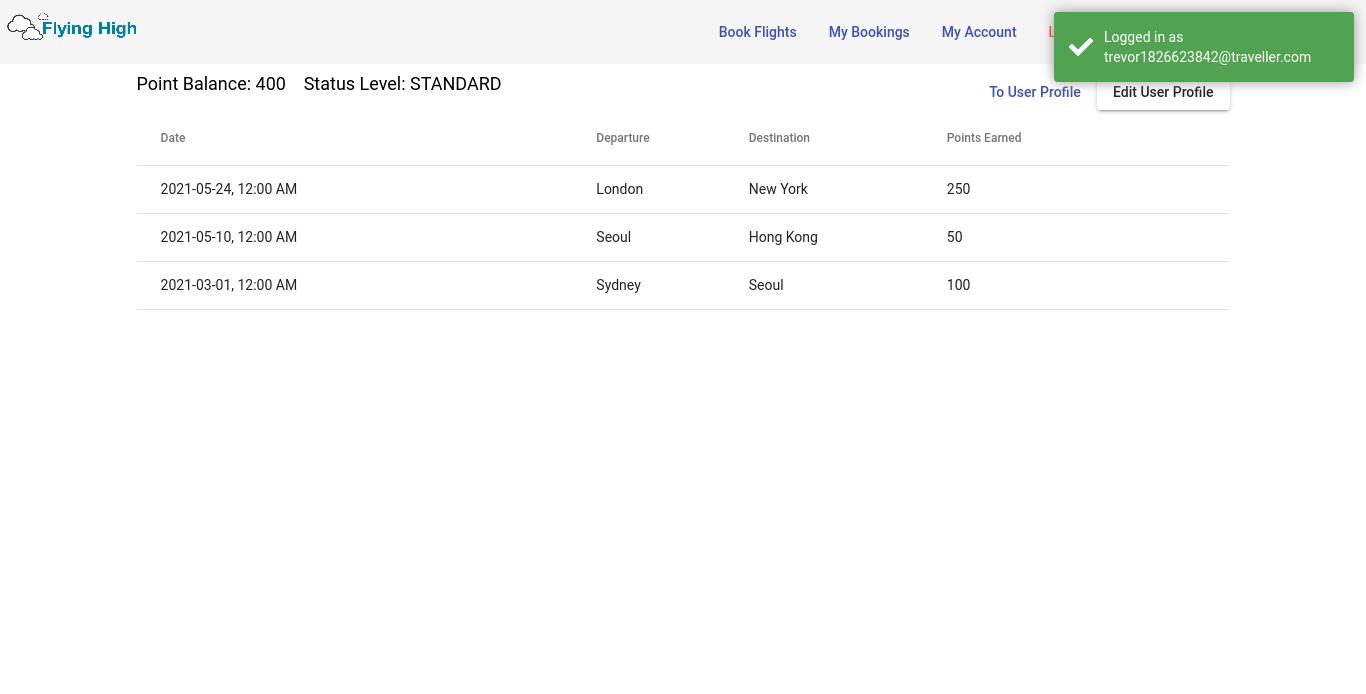 Flying High
Book Flights My Bookings My Account
Logged in as
trevor1826623842@traveller.com
Point Balance: 400 Status Level: STANDARD
To User Profile Edit User Profile
Date Departure Destination Points Earned
2021-05-24, 12:00 AM London New York 250
2021-05-10, 12:00 AM Seoul Hong Kong 50
2021-03-01, 12:00 AM Sydney Seoul 100